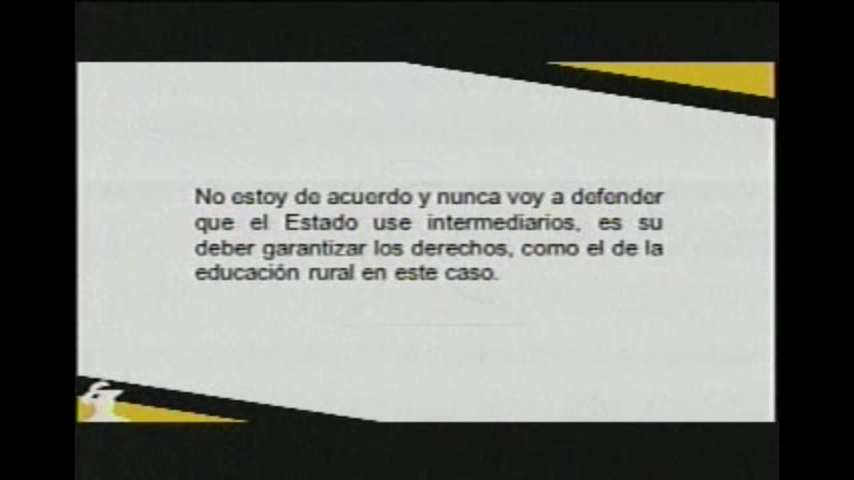 No estoy de acuerdo y nunca voy a defender
que el Estado use intermediarios, es su
deber garantizar los derechos, como el de la
educación rural en este caso.